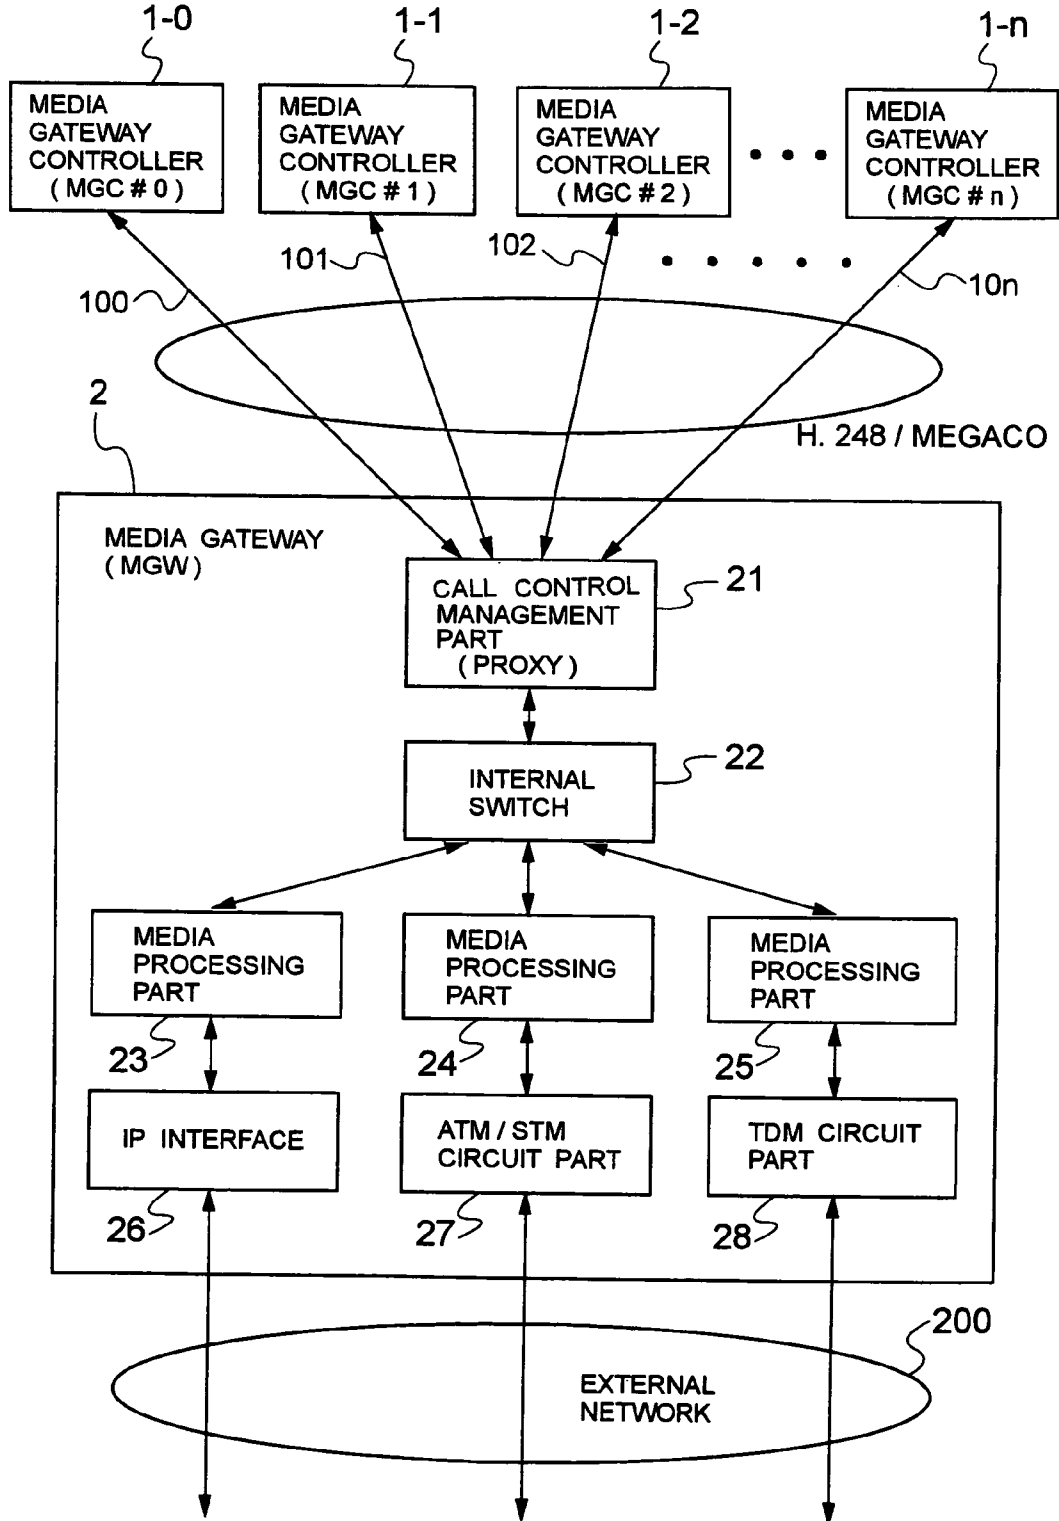 1-0
1-1
1-2
1-n
MEDIA
GATEWAY
CONTROLLER
( MGC # 0 )
MEDIA
GATEWAY
CONTROLLER
( MGC # 1 )
MEDIA
GATEWAY
CONTROLLER
( MGC # 2 )
MEDIA
GATEWAY
CONTROLLER
( MGC # n )
100
101
102
10n
H. 248 / MEGACO
2
MEDIA GATEWAY
( MGW )
CALL CONTROL
MANAGEMENT
PART
( PROXY )
21
INTERNAL
SWITCH
22
MEDIA
PROCESSING
PART
23
MEDIA
PROCESSING
PART
24
MEDIA
PROCESSING
PART
25
IP INTERFACE
26
ATM / STM
CIRCUIT PART
27
TDM CIRCUIT
PART
28
200
EXTERNAL
NETWORK